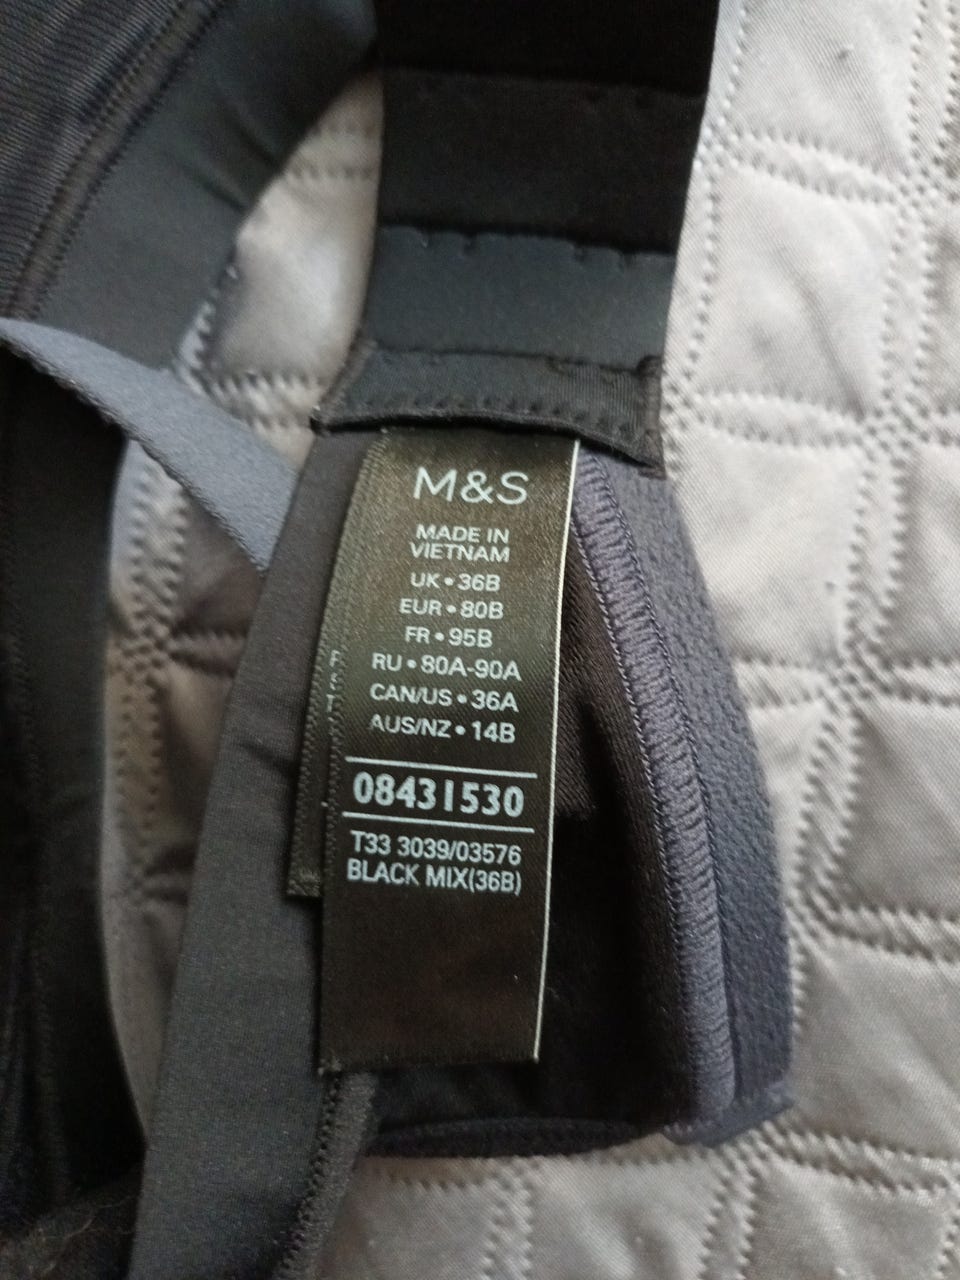 M&S
MADE IN
VIETNAM
UK • 36B
EUR • 80B
FR • 95B
RU • 80A-90A
CAN/US • 36A
AUS/NZ • 14B
08431530
T33 3039/03576
BLACK MIX(36B)